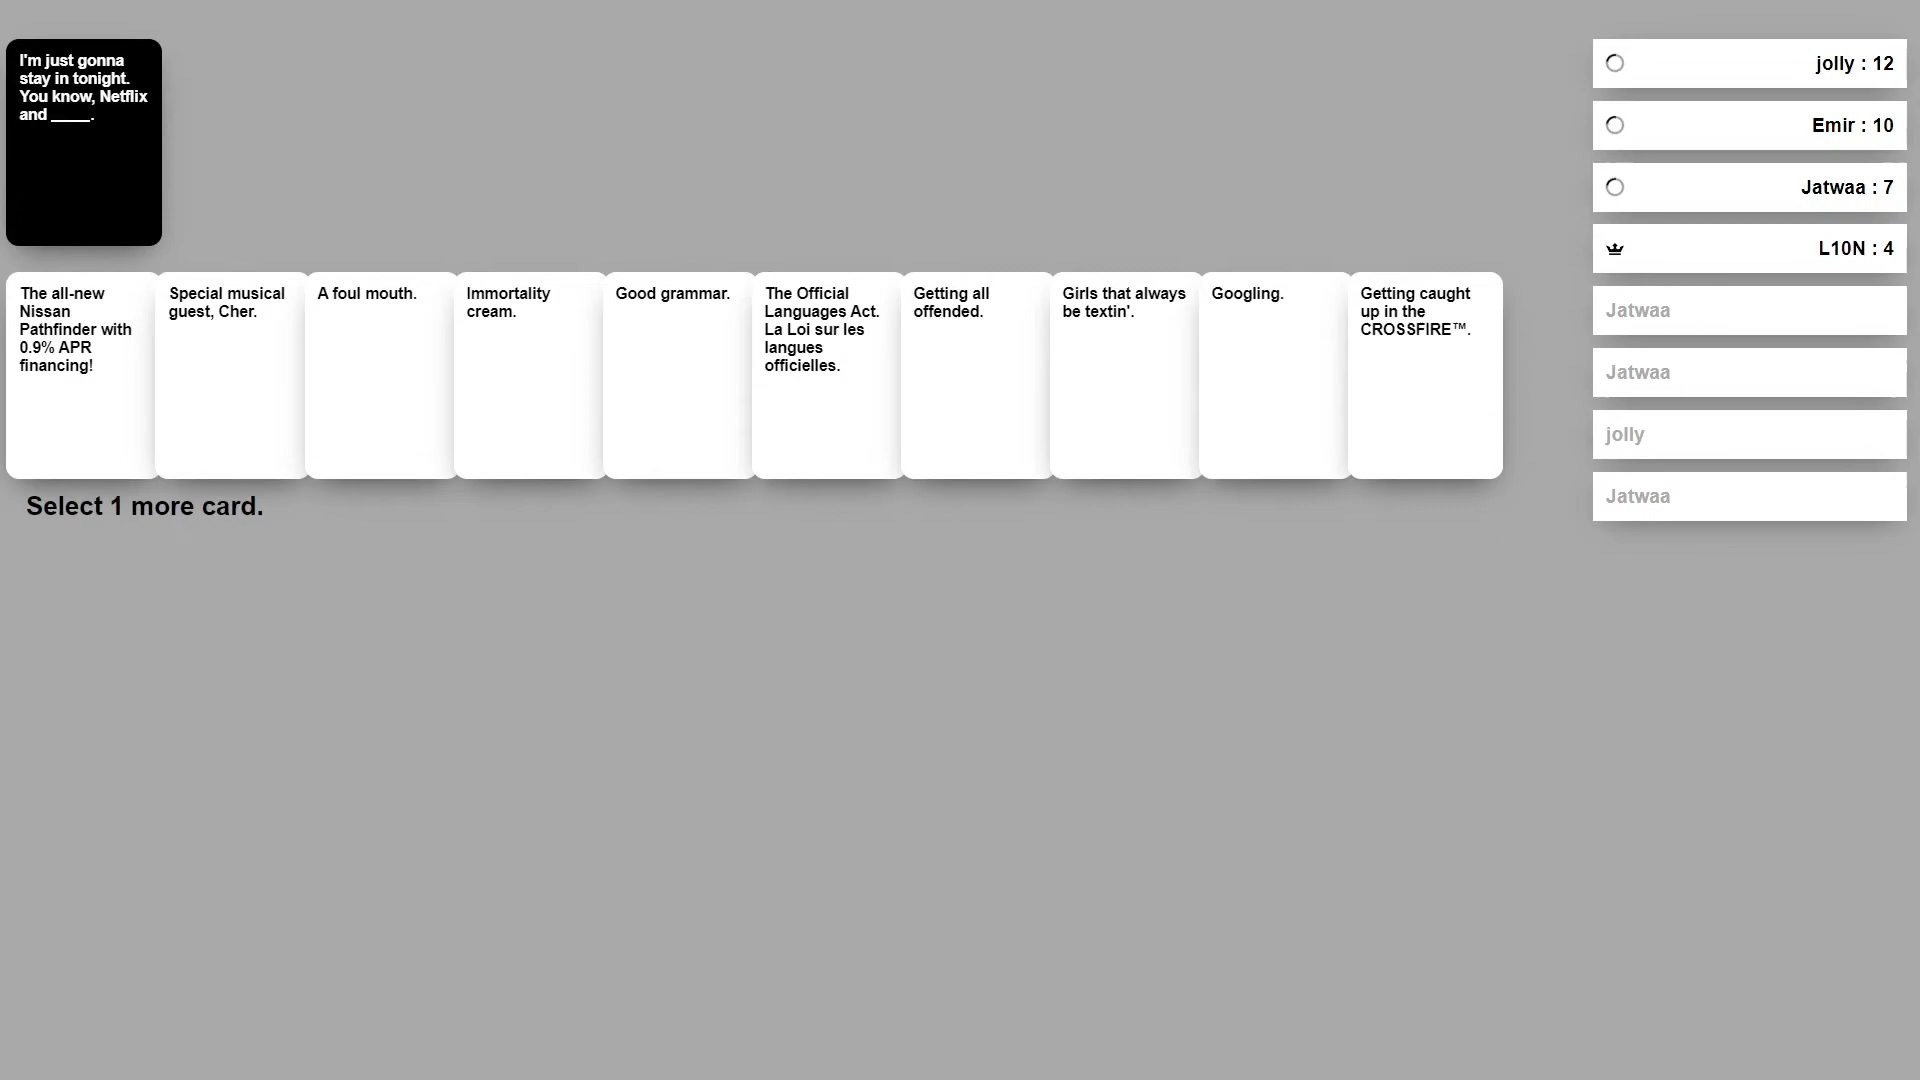 I'm just gonna
stay in tonight.
You know, Netflix
and _____.
The all-new
Nissan
Pathfinder with
0.9% APR
financing!
Special musical
guest, Cher.
A foul mouth.
Immortality
cream.
Good grammar.
The Official
Languages Act.
La Loi sur les
langues
officielles.
Getting all
offended.
Girls that always
be textin'.
Googling.
Getting caught
up in the
CROSSFIRE™.
Select 1 more card.
jolly : 12
Emir : 10
Jatwaa : 7
L10N : 4
Jatwaa
Jatwaa
jolly
Jatwaa